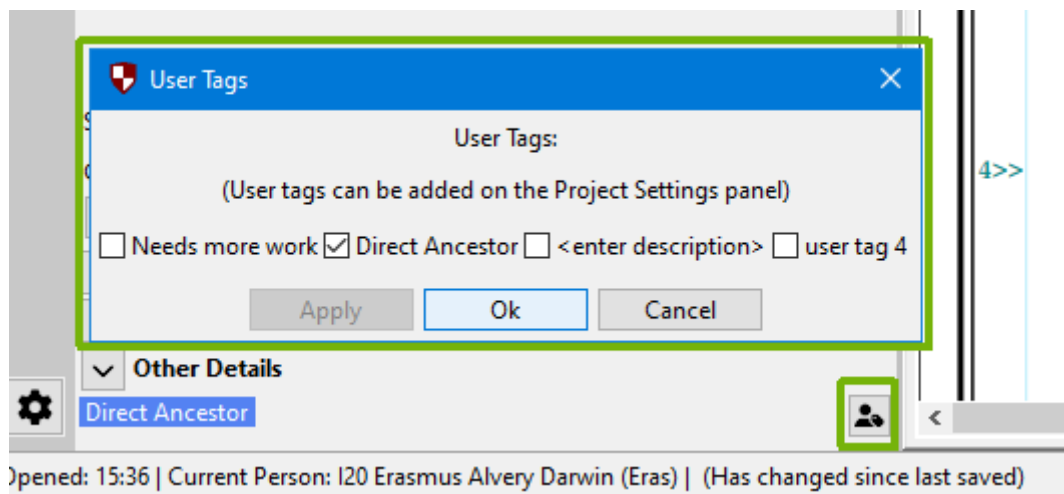 User Tags
User Tags:
(User tags can be added on the Project Settings panel)
4>>
Needs more work Direct Ancestor <enter description> user tag 4
Apply Ok Cancel
Other Details
Direct Ancestor
Opened: 15:36 | Current Person: I20 Erasmus Alvery Darwin (Eras) | (Has changed since last saved)